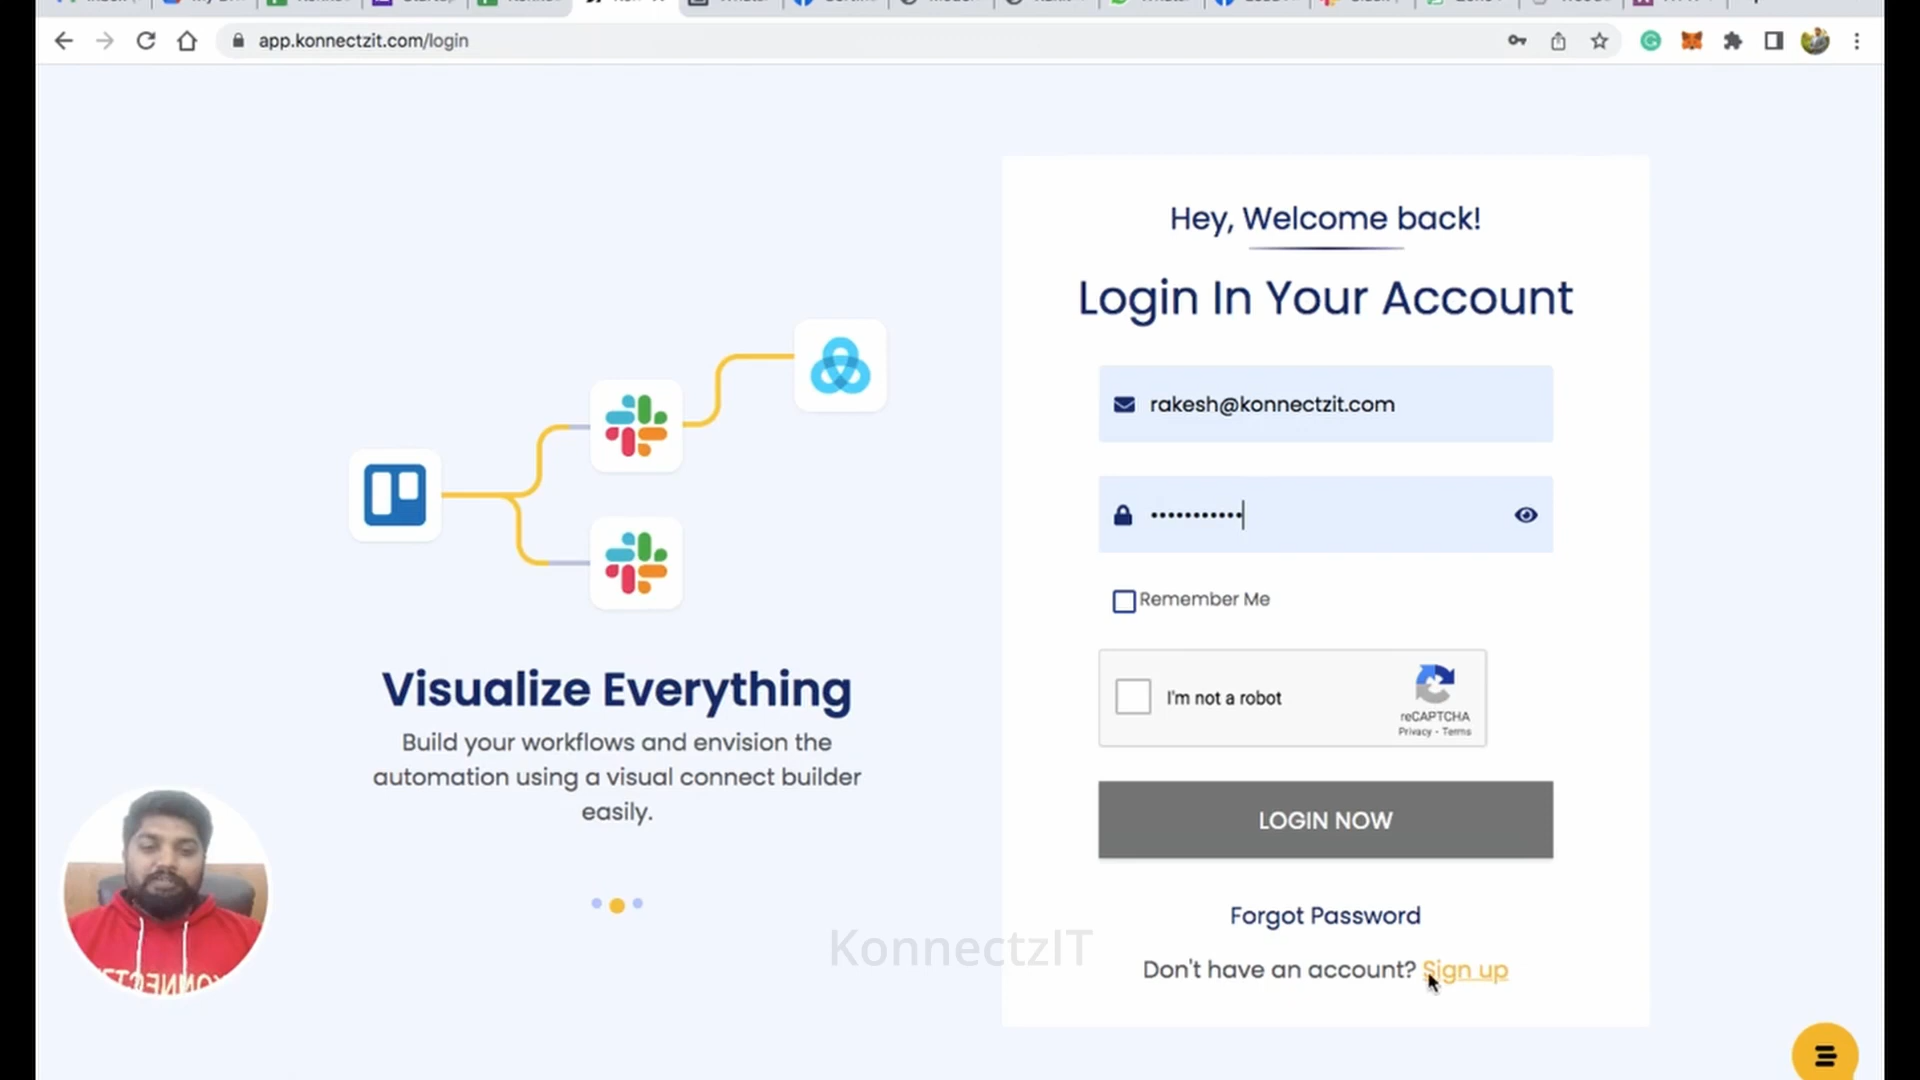 app.konnectzit.com/login
Hey, Welcome back!
Login In Your Account
rakesh@konnectzit.com
Remember Me
I'm not a robot
reCAPTCHA
Privacy - Terms
LOGIN NOW
Forgot Password
Don't have an account? Sign up
Visualize Everything
Build your workflows and envision the
automation using a visual connect builder
easily.
KonnectzIT